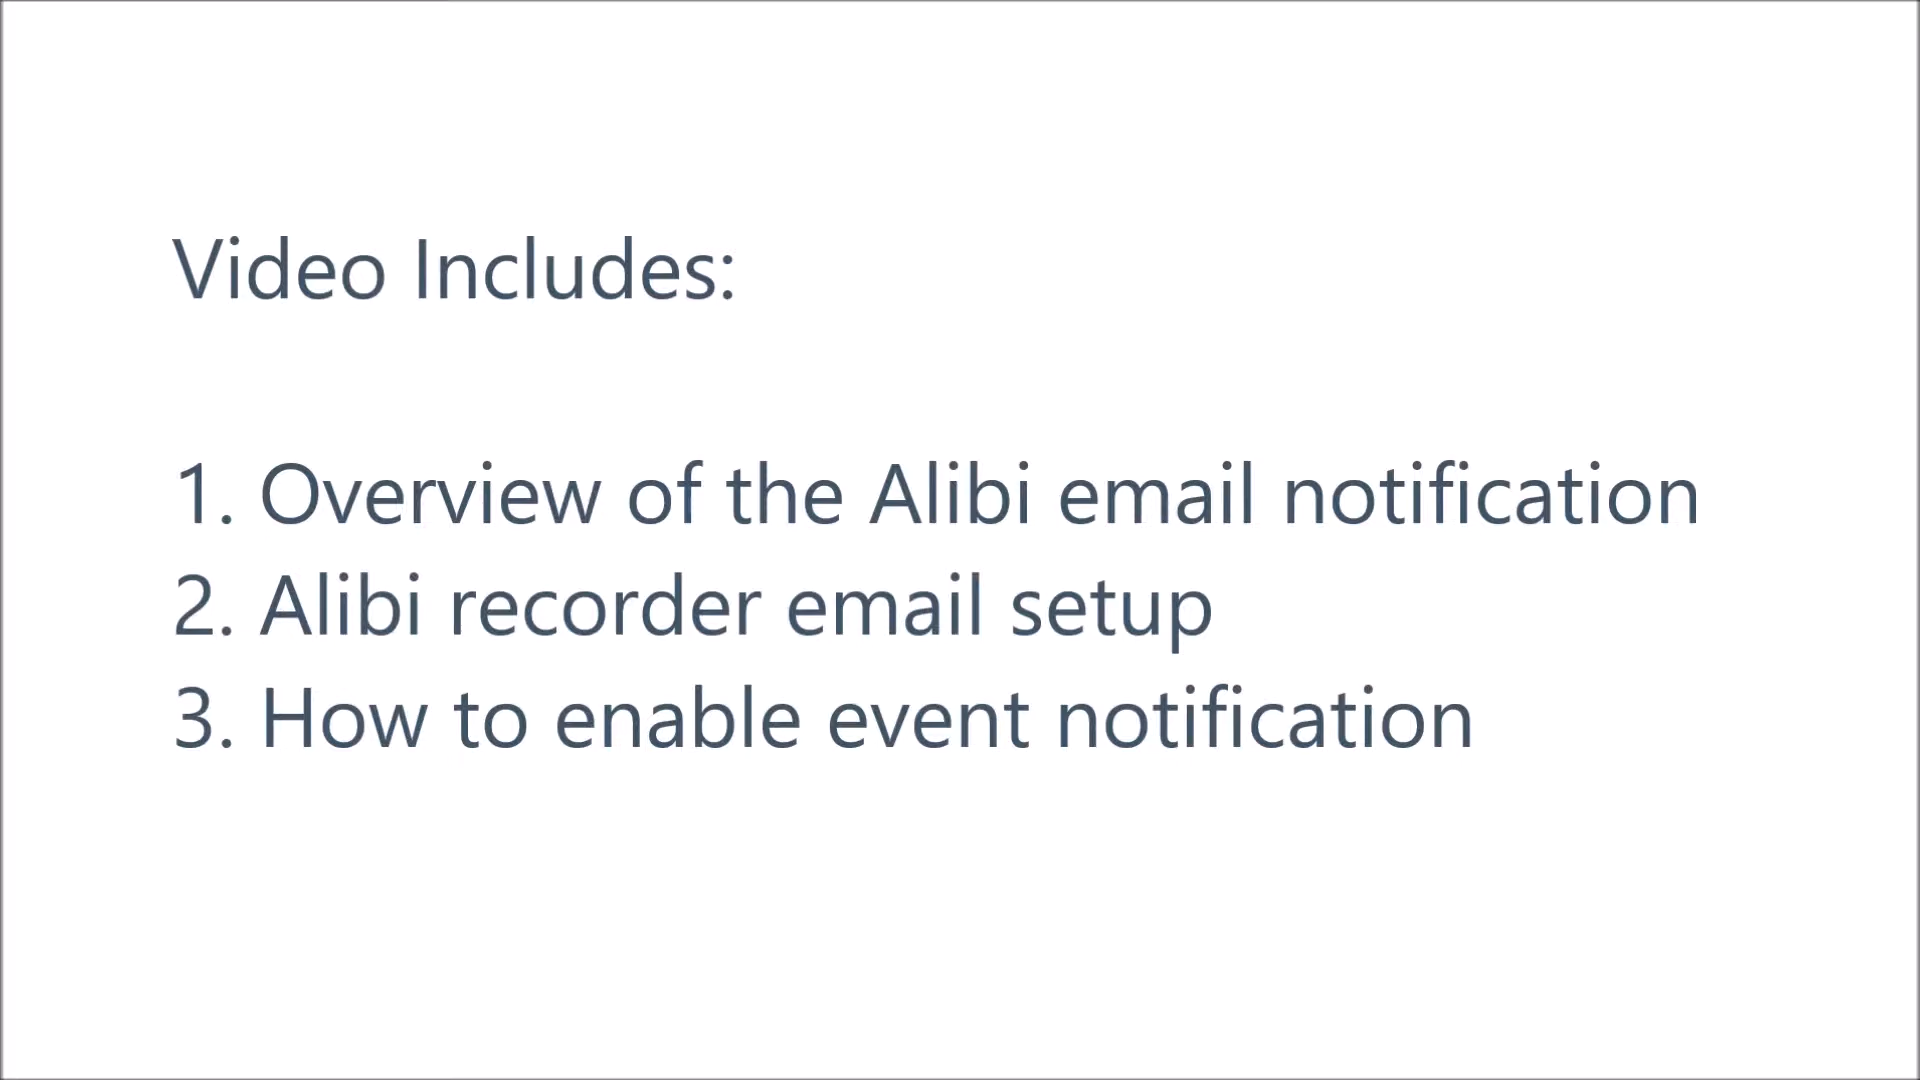 Video Includes:
1. Overview of the Alibi email notification
2. Alibi recorder email setup
3. How to enable event notification